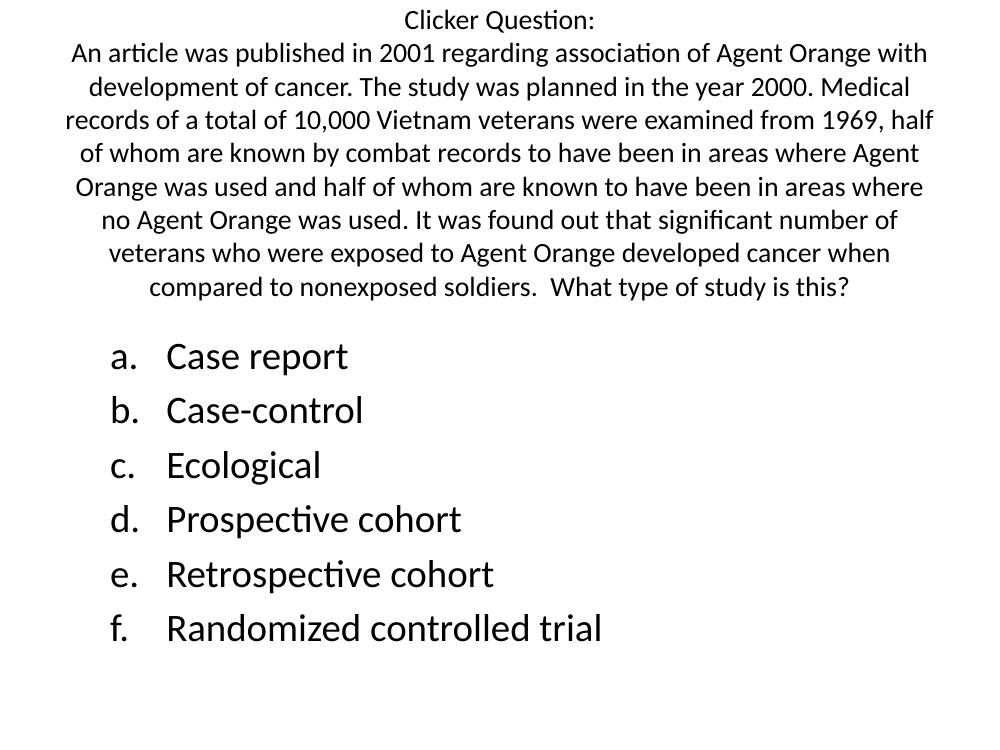 Clicker Question:
An article was published in 2001 regarding association of Agent Orange with
development of cancer. The study was planned in the year 2000. Medical
records of a total of 10,000 Vietnam veterans were examined from 1969, half
of whom are known by combat records to have been in areas where Agent
Orange was used and half of whom are known to have been in areas where
no Agent Orange was used. It was found out that significant number of
veterans who were exposed to Agent Orange developed cancer when
compared to nonexposed soldiers.  What type of study is this?
a. Case report
b. Case-control
c. Ecological
d. Prospective cohort
e. Retrospective cohort
f. Randomized controlled trial